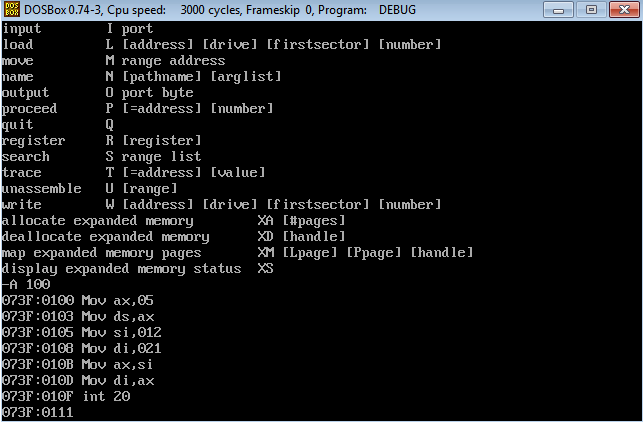 DOSBox 0.74-3, Cpu speed:    3000 cycles, Frameskip  0, Program:    DEBUG
input        I port
load         L [address] [drive] [firstsector] [number]
move         M range address
name         N [pathname] [arglist]
output       O port byte
proceed      P [=address] [number]
quit         Q
register     R [register]
search       S range list
trace        T [=address] [value]
unassemble   U [range]
write        W [address] [drive] [firstsector] [number]
allocate expanded memory        XA [#pages]
deallocate expanded memory      XD [handle]
map expanded memory pages       XM [Lpage] [Ppage] [handle]
display expanded memory status  XS
-A 100
073F:0100 Mov ax,05
073F:0103 Mov ds,ax
073F:0105 Mov si,012
073F:0108 Mov di,021
073F:010B Mov ax,si
073F:010D Mov di,ax
073F:010F int 20
073F:0111